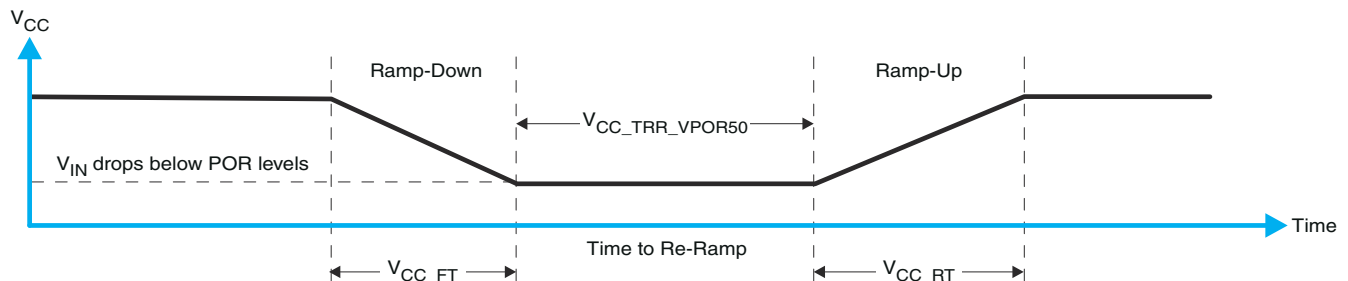 VCC
Ramp-Down
Ramp-Up
VCC_TRR_VPOR50
VIN drops below POR levels
Time
Time to Re-Ramp
VCC_FT
VCC_RT